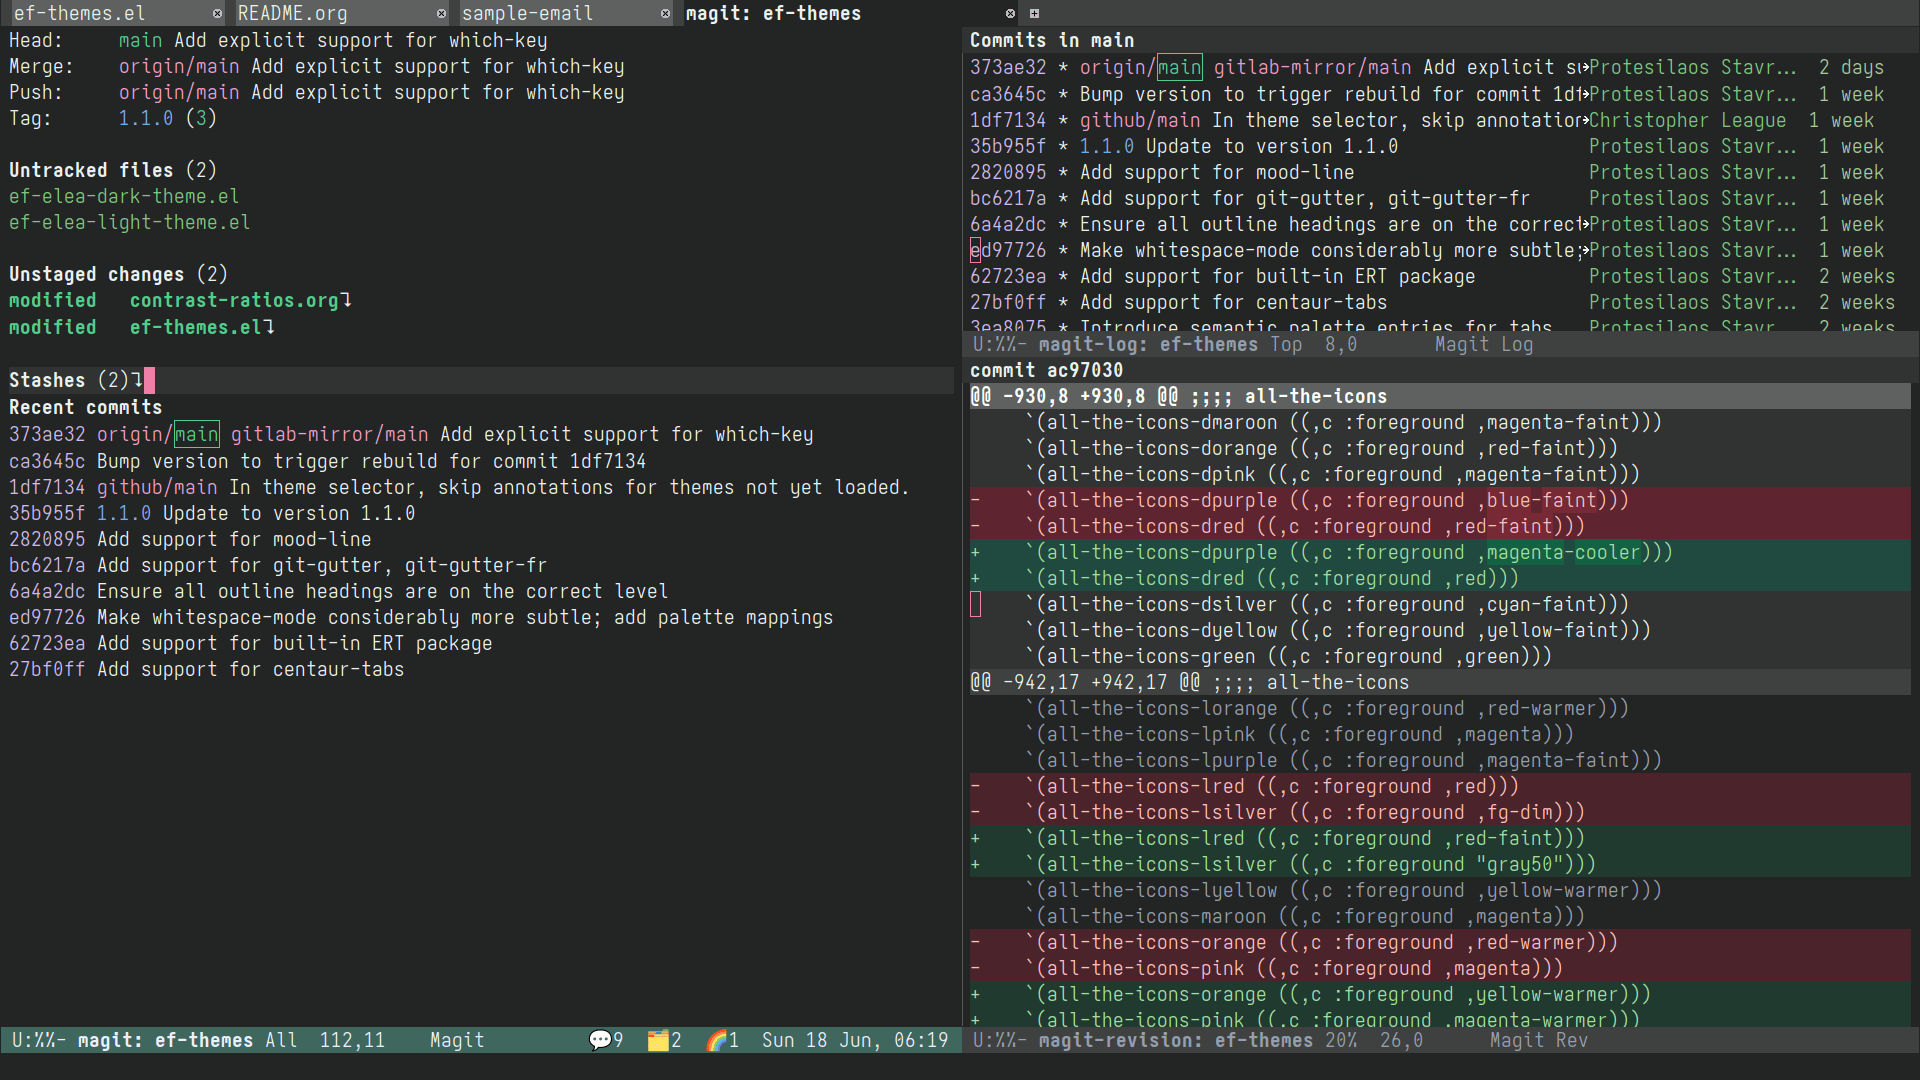 ef-themes.el README.org sample-email magit: ef-themes
Head:     main Add explicit support for which-key
Merge:    origin/main Add explicit support for which-key
Push:     origin/main Add explicit support for which-key
Tag:      1.1.0 (3)
Untracked files (2)
ef-elea-dark-theme.el
ef-elea-light-theme.el
Unstaged changes (2)
modified   contrast-ratios.org
modified   ef-themes.el
Stashes (2)
Recent commits
373ae32 origin/main gitlab-mirror/main Add explicit support for which-key
ca3645c Bump version to trigger rebuild for commit 1df7134
1df7134 github/main In theme selector, skip annotations for themes not yet loaded.
35b955f 1.1.0 Update to version 1.1.0
2820895 Add support for mood-line
bc6217a Add support for git-gutter, git-gutter-fr
6a4a2dc Ensure all outline headings are on the correct level
ed97726 Make whitespace-mode considerably more subtle; add palette mappings
62723ea Add support for built-in ERT package
27bf0ff Add support for centaur-tabs
U:%%- magit: ef-themes All  112,11    Magit 9 2 1 Sun 18 Jun, 06:19
Commits in main
373ae32 * origin/main gitlab-mirror/main Add explicit su Protesilaos Stavr...  2 days
ca3645c * Bump version to trigger rebuild for commit 1df Protesilaos Stavr...  1 week
1df7134 * github/main In theme selector, skip annotation Christopher League  1 week
35b955f * 1.1.0 Update to version 1.1.0 Protesilaos Stavr...  1 week
2820895 * Add support for mood-line Protesilaos Stavr...  1 week
bc6217a * Add support for git-gutter, git-gutter-fr Protesilaos Stavr...  1 week
6a4a2dc * Ensure all outline headings are on the correct Protesilaos Stavr...  1 week
ed97726 * Make whitespace-mode considerably more subtle; Protesilaos Stavr...  1 week
62723ea * Add support for built-in ERT package Protesilaos Stavr...  2 weeks
27bf0ff * Add support for centaur-tabs Protesilaos Stavr...  2 weeks
3ea8075 * Introduce semantic palette entries for tabs Protesilaos Stavr...  2 weeks
U:%%- magit-log: ef-themes Top  8,0       Magit Log
commit ac97030
@@ -930,8 +930,8 @@ ;;;; all-the-icons
     `(all-the-icons-dmaroon ((,c :foreground ,magenta-faint)))
     `(all-the-icons-dorange ((,c :foreground ,red-faint)))
     `(all-the-icons-dpink ((,c :foreground ,magenta-faint)))
-    `(all-the-icons-dpurple ((,c :foreground ,blue-faint)))
-    `(all-the-icons-dred ((,c :foreground ,red-faint)))
+    `(all-the-icons-dpurple ((,c :foreground ,magenta-cooler)))
+    `(all-the-icons-dred ((,c :foreground ,red)))
     `(all-the-icons-dsilver ((,c :foreground ,cyan-faint)))
     `(all-the-icons-dyellow ((,c :foreground ,yellow-faint)))
     `(all-the-icons-green ((,c :foreground ,green)))
@@ -942,17 +942,17 @@ ;;;; all-the-icons
     `(all-the-icons-lorange ((,c :foreground ,red-warmer)))
     `(all-the-icons-lpink ((,c :foreground ,magenta)))
     `(all-the-icons-lpurple ((,c :foreground ,magenta-faint)))
-    `(all-the-icons-lred ((,c :foreground ,red)))
-    `(all-the-icons-lsilver ((,c :foreground ,fg-dim)))
+    `(all-the-icons-lred ((,c :foreground ,red-faint)))
+    `(all-the-icons-lsilver ((,c :foreground "gray50")))
     `(all-the-icons-lyellow ((,c :foreground ,yellow-warmer)))
     `(all-the-icons-maroon ((,c :foreground ,magenta)))
-    `(all-the-icons-orange ((,c :foreground ,red-warmer)))
-    `(all-the-icons-pink ((,c :foreground ,magenta)))
+    `(all-the-icons-orange ((,c :foreground ,yellow-warmer)))
+    `(all-the-icons-pink ((,c :foreground ,magenta-warmer)))
U:%%- magit-revision: ef-themes 20%  26,0      Magit Rev